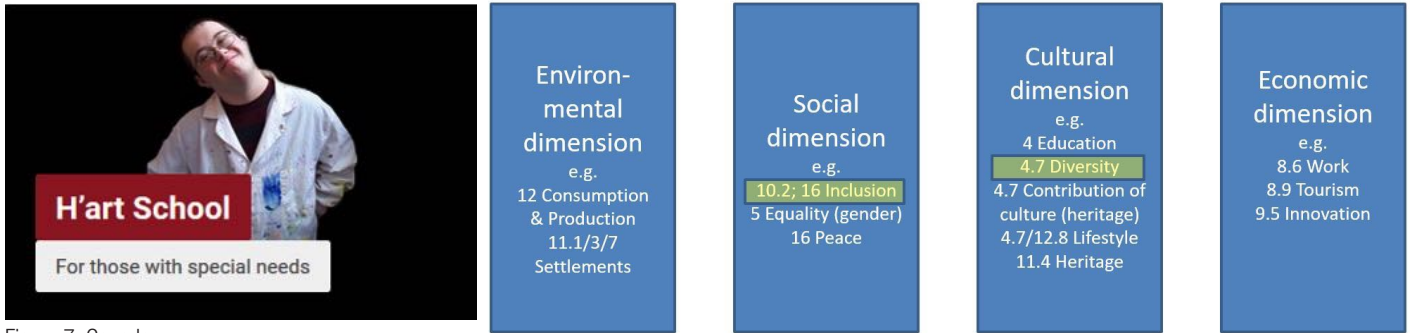 H'art School
For those with special needs
Environ-
mental
dimension
e.g.
12 Consumption
& Production
11.1/3/7
Settlements
Social
dimension
e.g.
10.2; 16 Inclusion
5 Equality (gender)
16 Peace
Cultural
dimension
e.g.
4 Education
4.7 Diversity
4.7 Contribution of
culture (heritage)
4.7/12.8 Lifestyle
11.4 Heritage
Economic
dimension
e.g.
8.6 Work
8.9 Tourism
9.5 Innovation